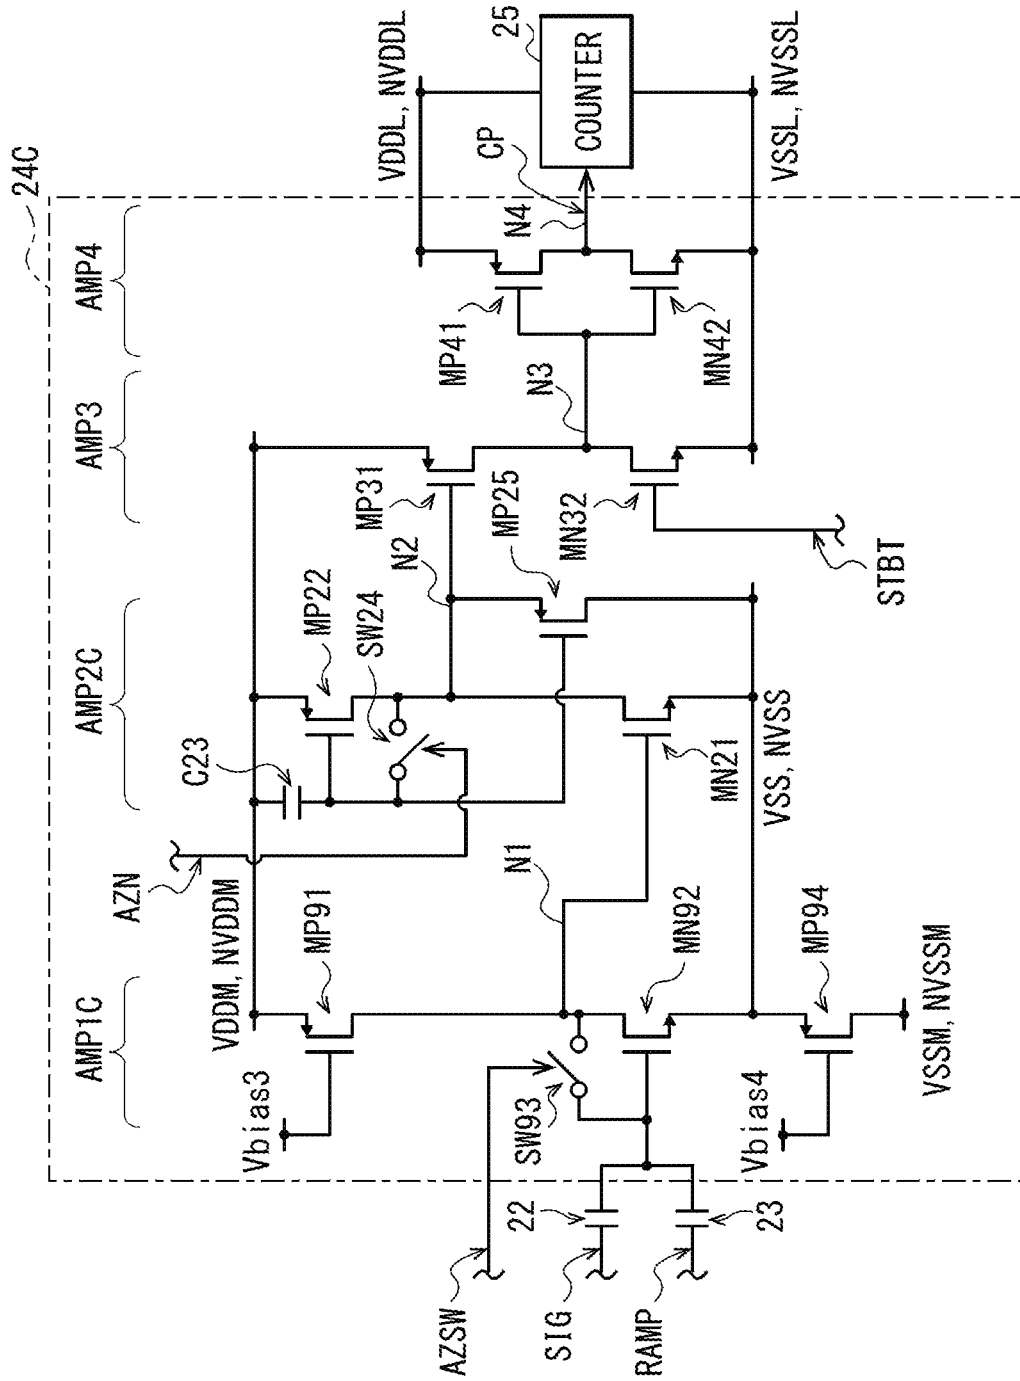 24C
AMP1C
AMP2C
AMP3
AMP4
AZN
C23
VDDM, NVDDM
Vbias3
MP91
MP22
SW24
N2
MP31
MP25
MP41
N3
N4
CP
VDDL, NVDDL
25
COUNTER
AZSW
SIG
RAMP
22
23
SW93
N1
MN92
MN21
MN32
MN42
STBT
VSS, NVSS
VSSL, NVSSL
Vbias4
MP94
VSSM, NVSSM